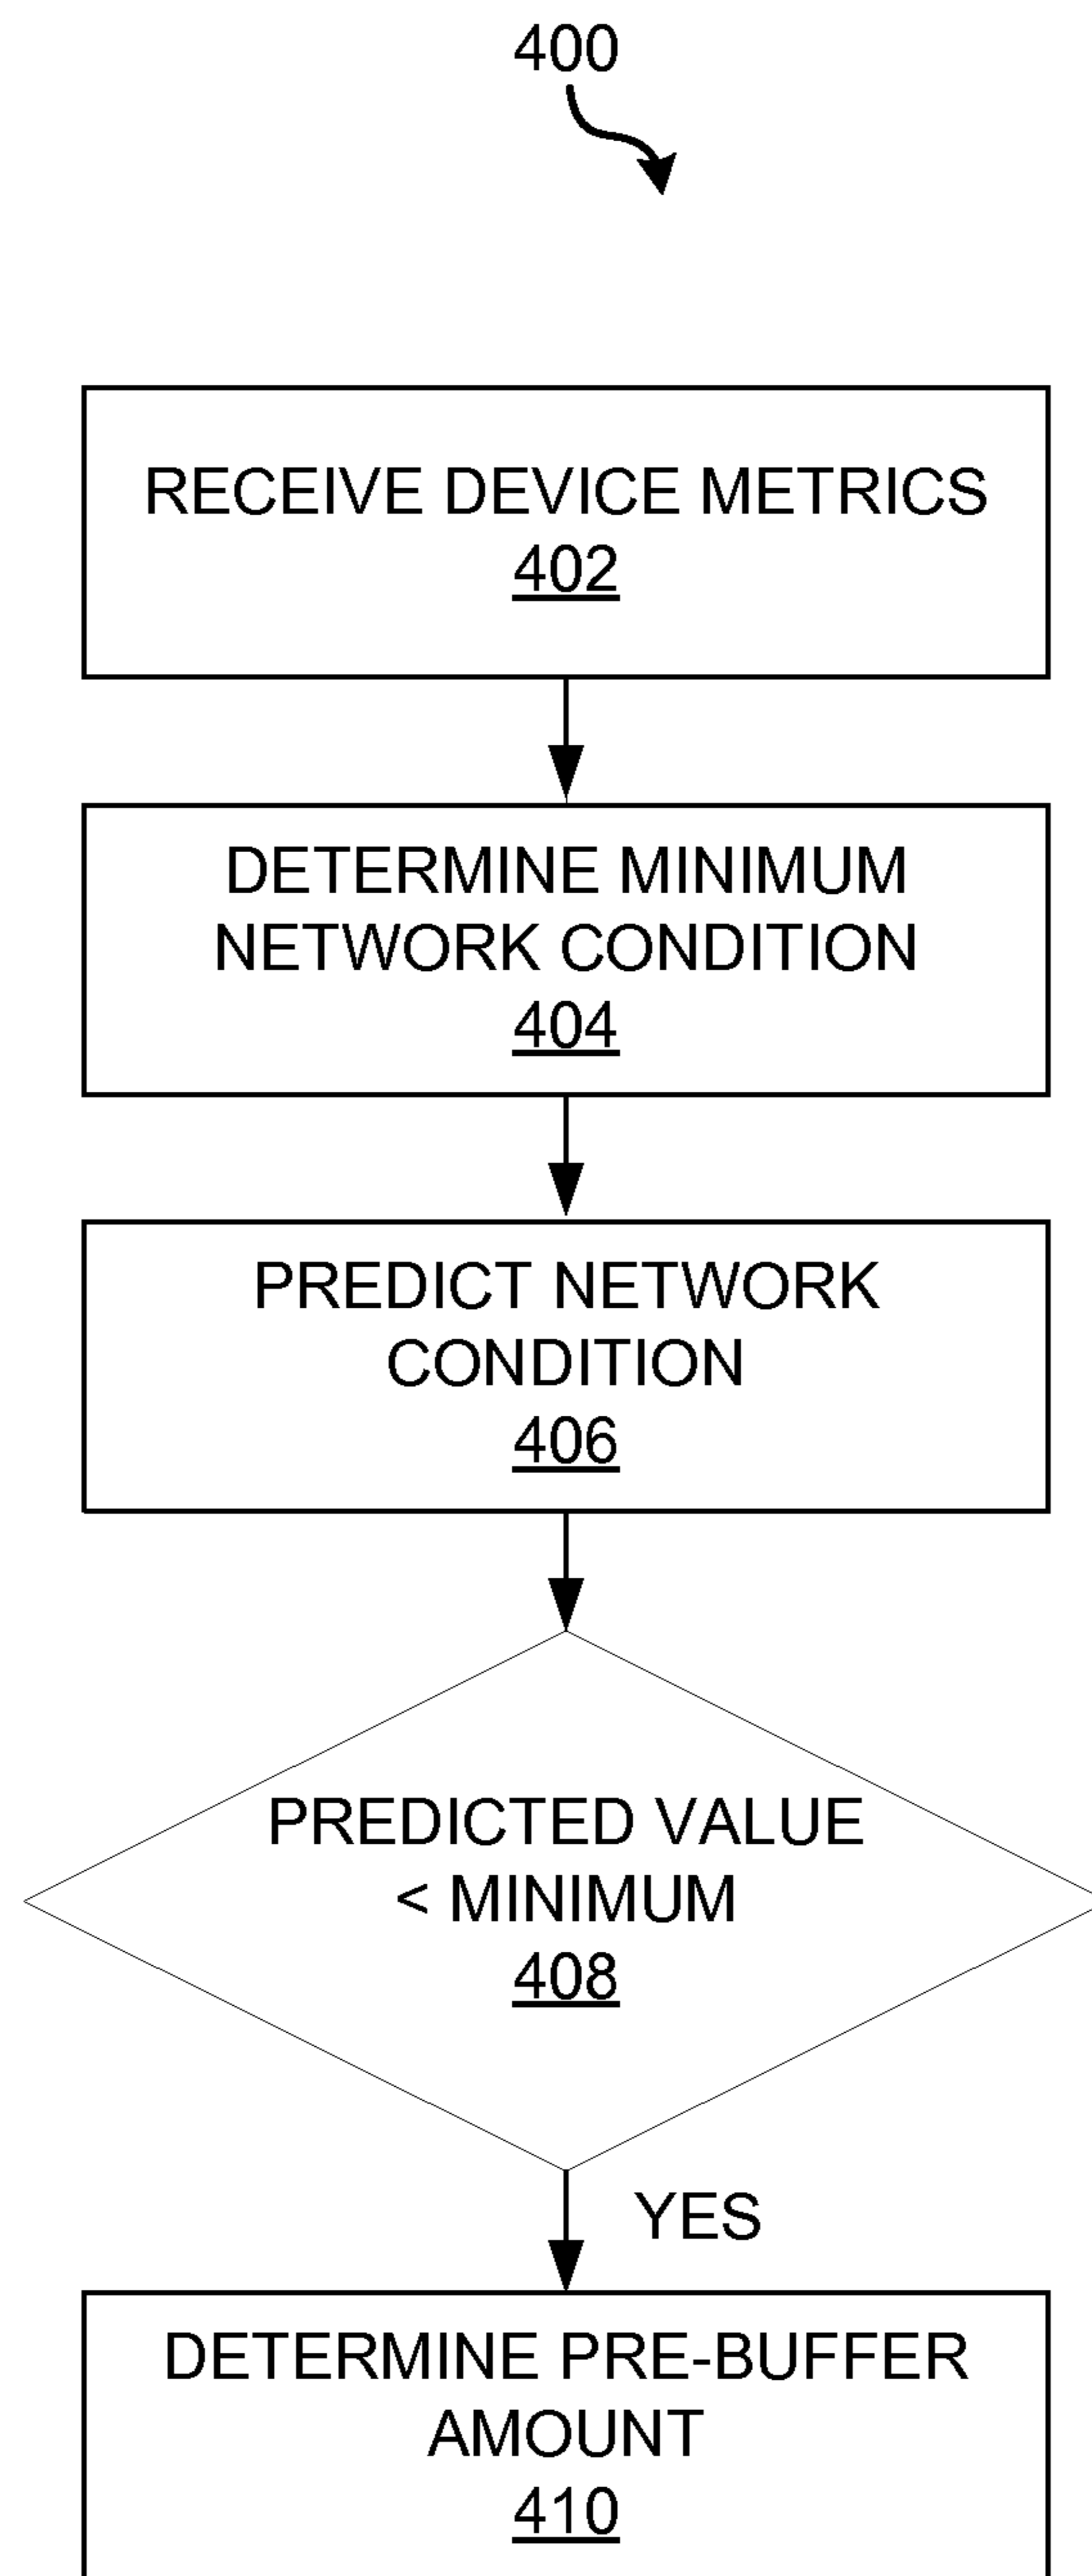 400
RECEIVE DEVICE METRICS
402
DETERMINE MINIMUM
NETWORK CONDITION
404
PREDICT NETWORK
CONDITION
406
PREDICTED VALUE
< MINIMUM
408
YES
DETERMINE PRE-BUFFER
AMOUNT
410